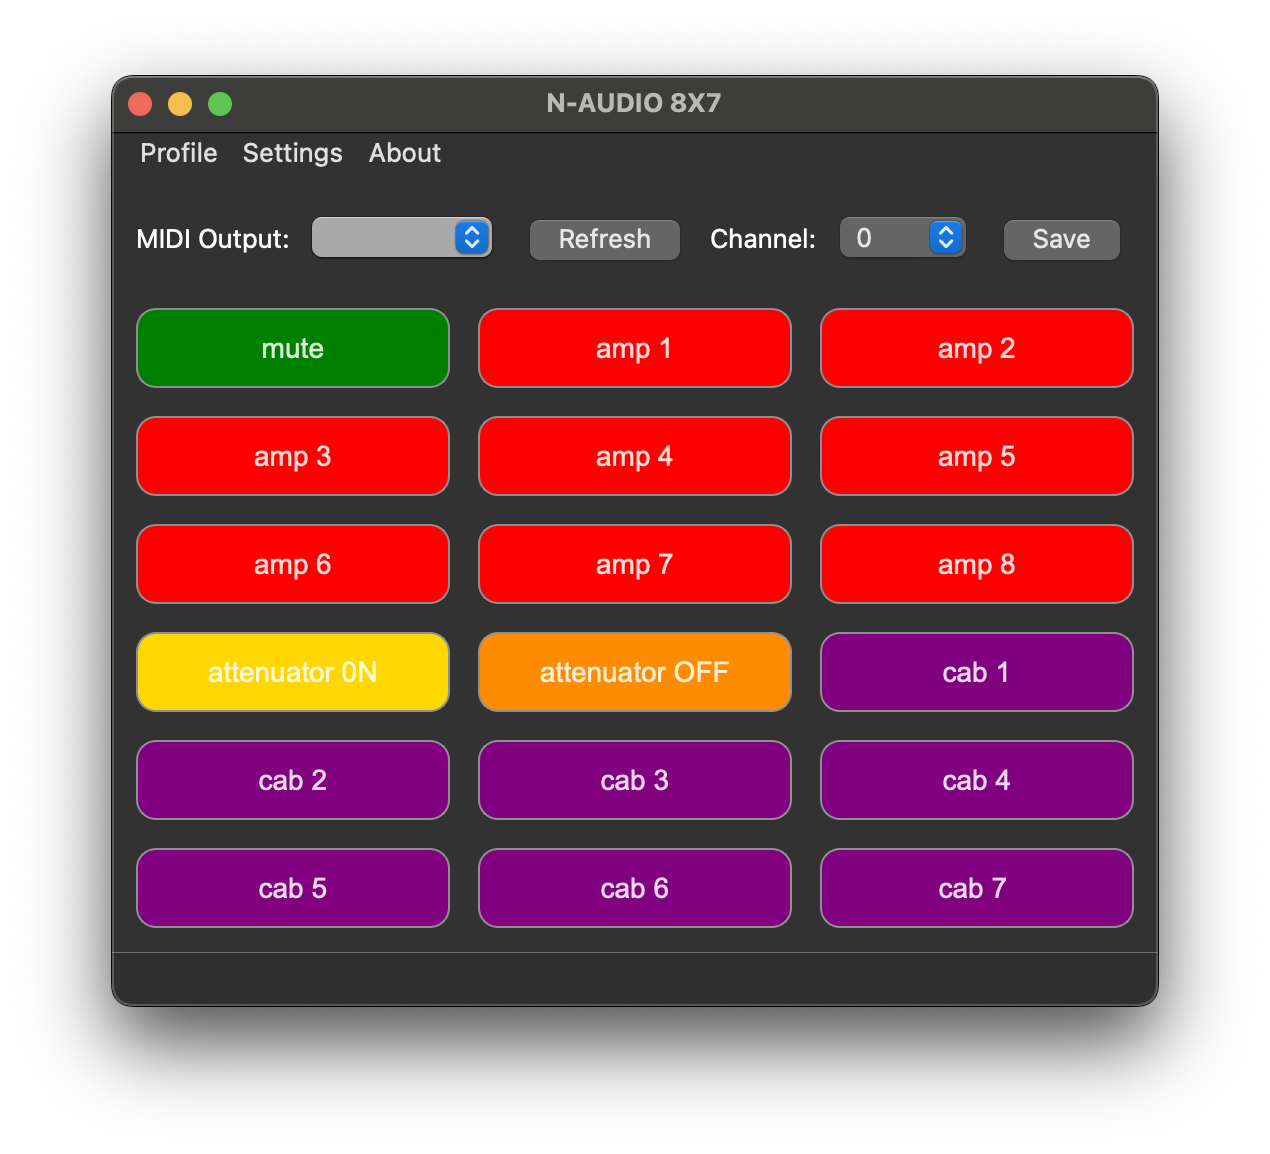 N-AUDIO 8X7
Profile Settings About
MIDI Output: Refresh Channel: 0 Save
mute amp 1 amp 2
amp 3 amp 4 amp 5
amp 6 amp 7 amp 8
attenuator 0N attenuator OFF cab 1
cab 2 cab 3 cab 4
cab 5 cab 6 cab 7